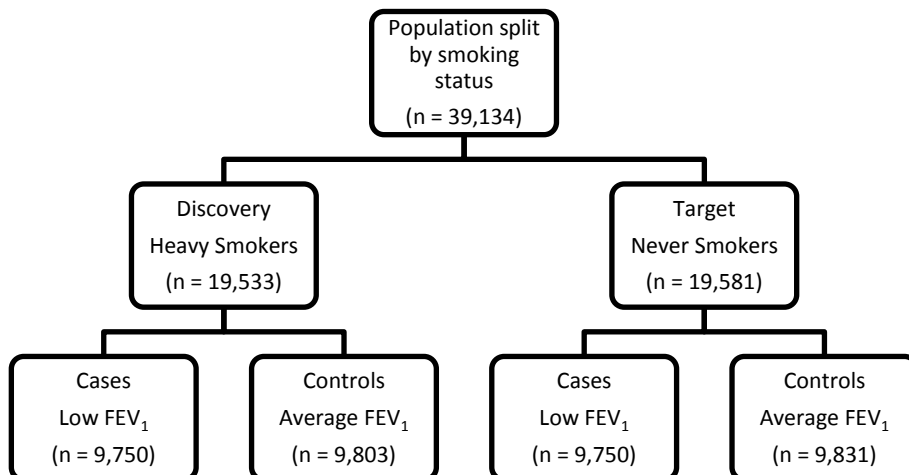 Population split
by smoking
status
(n = 39,134)
Discovery
Heavy Smokers
(n = 19,533)
Target
Never Smokers
(n = 19,581)
Cases
Low FEV₁
(n = 9,750)
Controls
Average FEV₁
(n = 9,803)
Cases
Low FEV₁
(n = 9,750)
Controls
Average FEV₁
(n = 9,831)